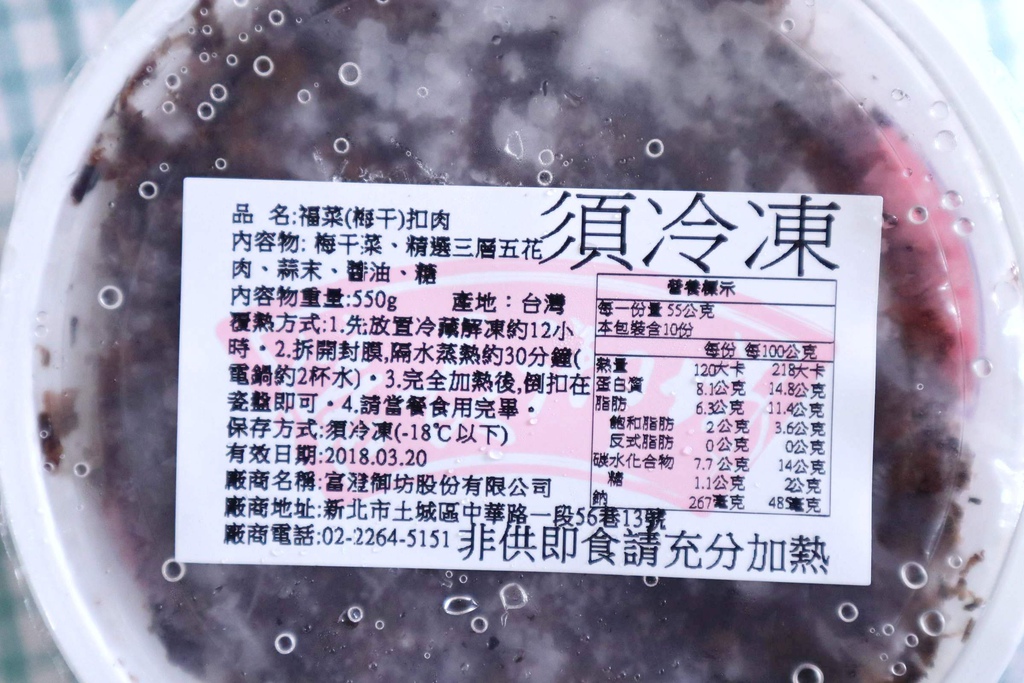 須冷凍
品 名:福菜(梅干)扣肉
內容物: 梅干菜、精選三層五花
肉、蒜末、醬油、糖
內容物重量:550g 產地：台灣
覆熱方式:1.先放置冷藏解凍約12小
時。2.拆開封膜,隔水蒸熱約30分鐘(
電鍋約2杯水)。3.完全加熱後,倒扣在
瓷盤即可。4.請當餐食用完畢。
保存方式:須冷凍(-18℃以下)
有效日期:2018.03.20
廠商名稱:富澄御坊股份有限公司
廠商地址:新北市土城區中華路一段56巷13號
廠商電話:02-2264-5151
營養標示
每一份量 55公克
本包裝含10份
每份 每100公克
熱量 120大卡 218大卡
蛋白質 8.1公克 14.8公克
脂肪 6.3公克 11.4公克
飽和脂肪 2公克 3.6公克
反式脂肪 0公克 0公克
碳水化合物 7.7公克 14公克
糖 1.1公克 2公克
鈉 267毫克 485毫克
非供即食請充分加熱